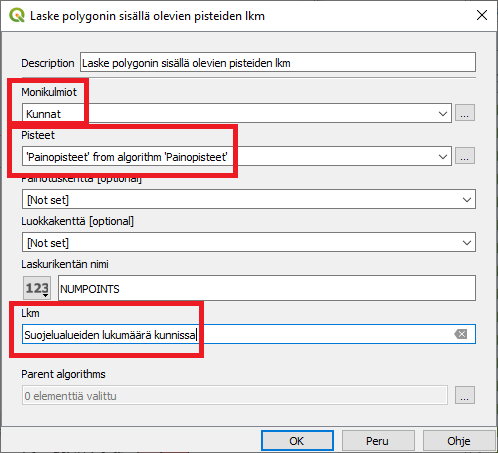 Laske polygonin sisällä olevien pisteiden lkm
Description Laske polygonin sisällä olevien pisteiden lkm
Monikulmiot
Kunnat
...
Pisteet
'Painopisteet' from algorithm 'Painopisteet'
...
Painotuskenttä [optional]
[Not set]
Luokkakenttä [optional]
[Not set]
Laskurikentän nimi
123 NUMPOINTS
Lkm
Suojelualueiden lukumäärä kunnissa
Parent algorithms
0 elementtiä valittu
...
OK Peru Ohje